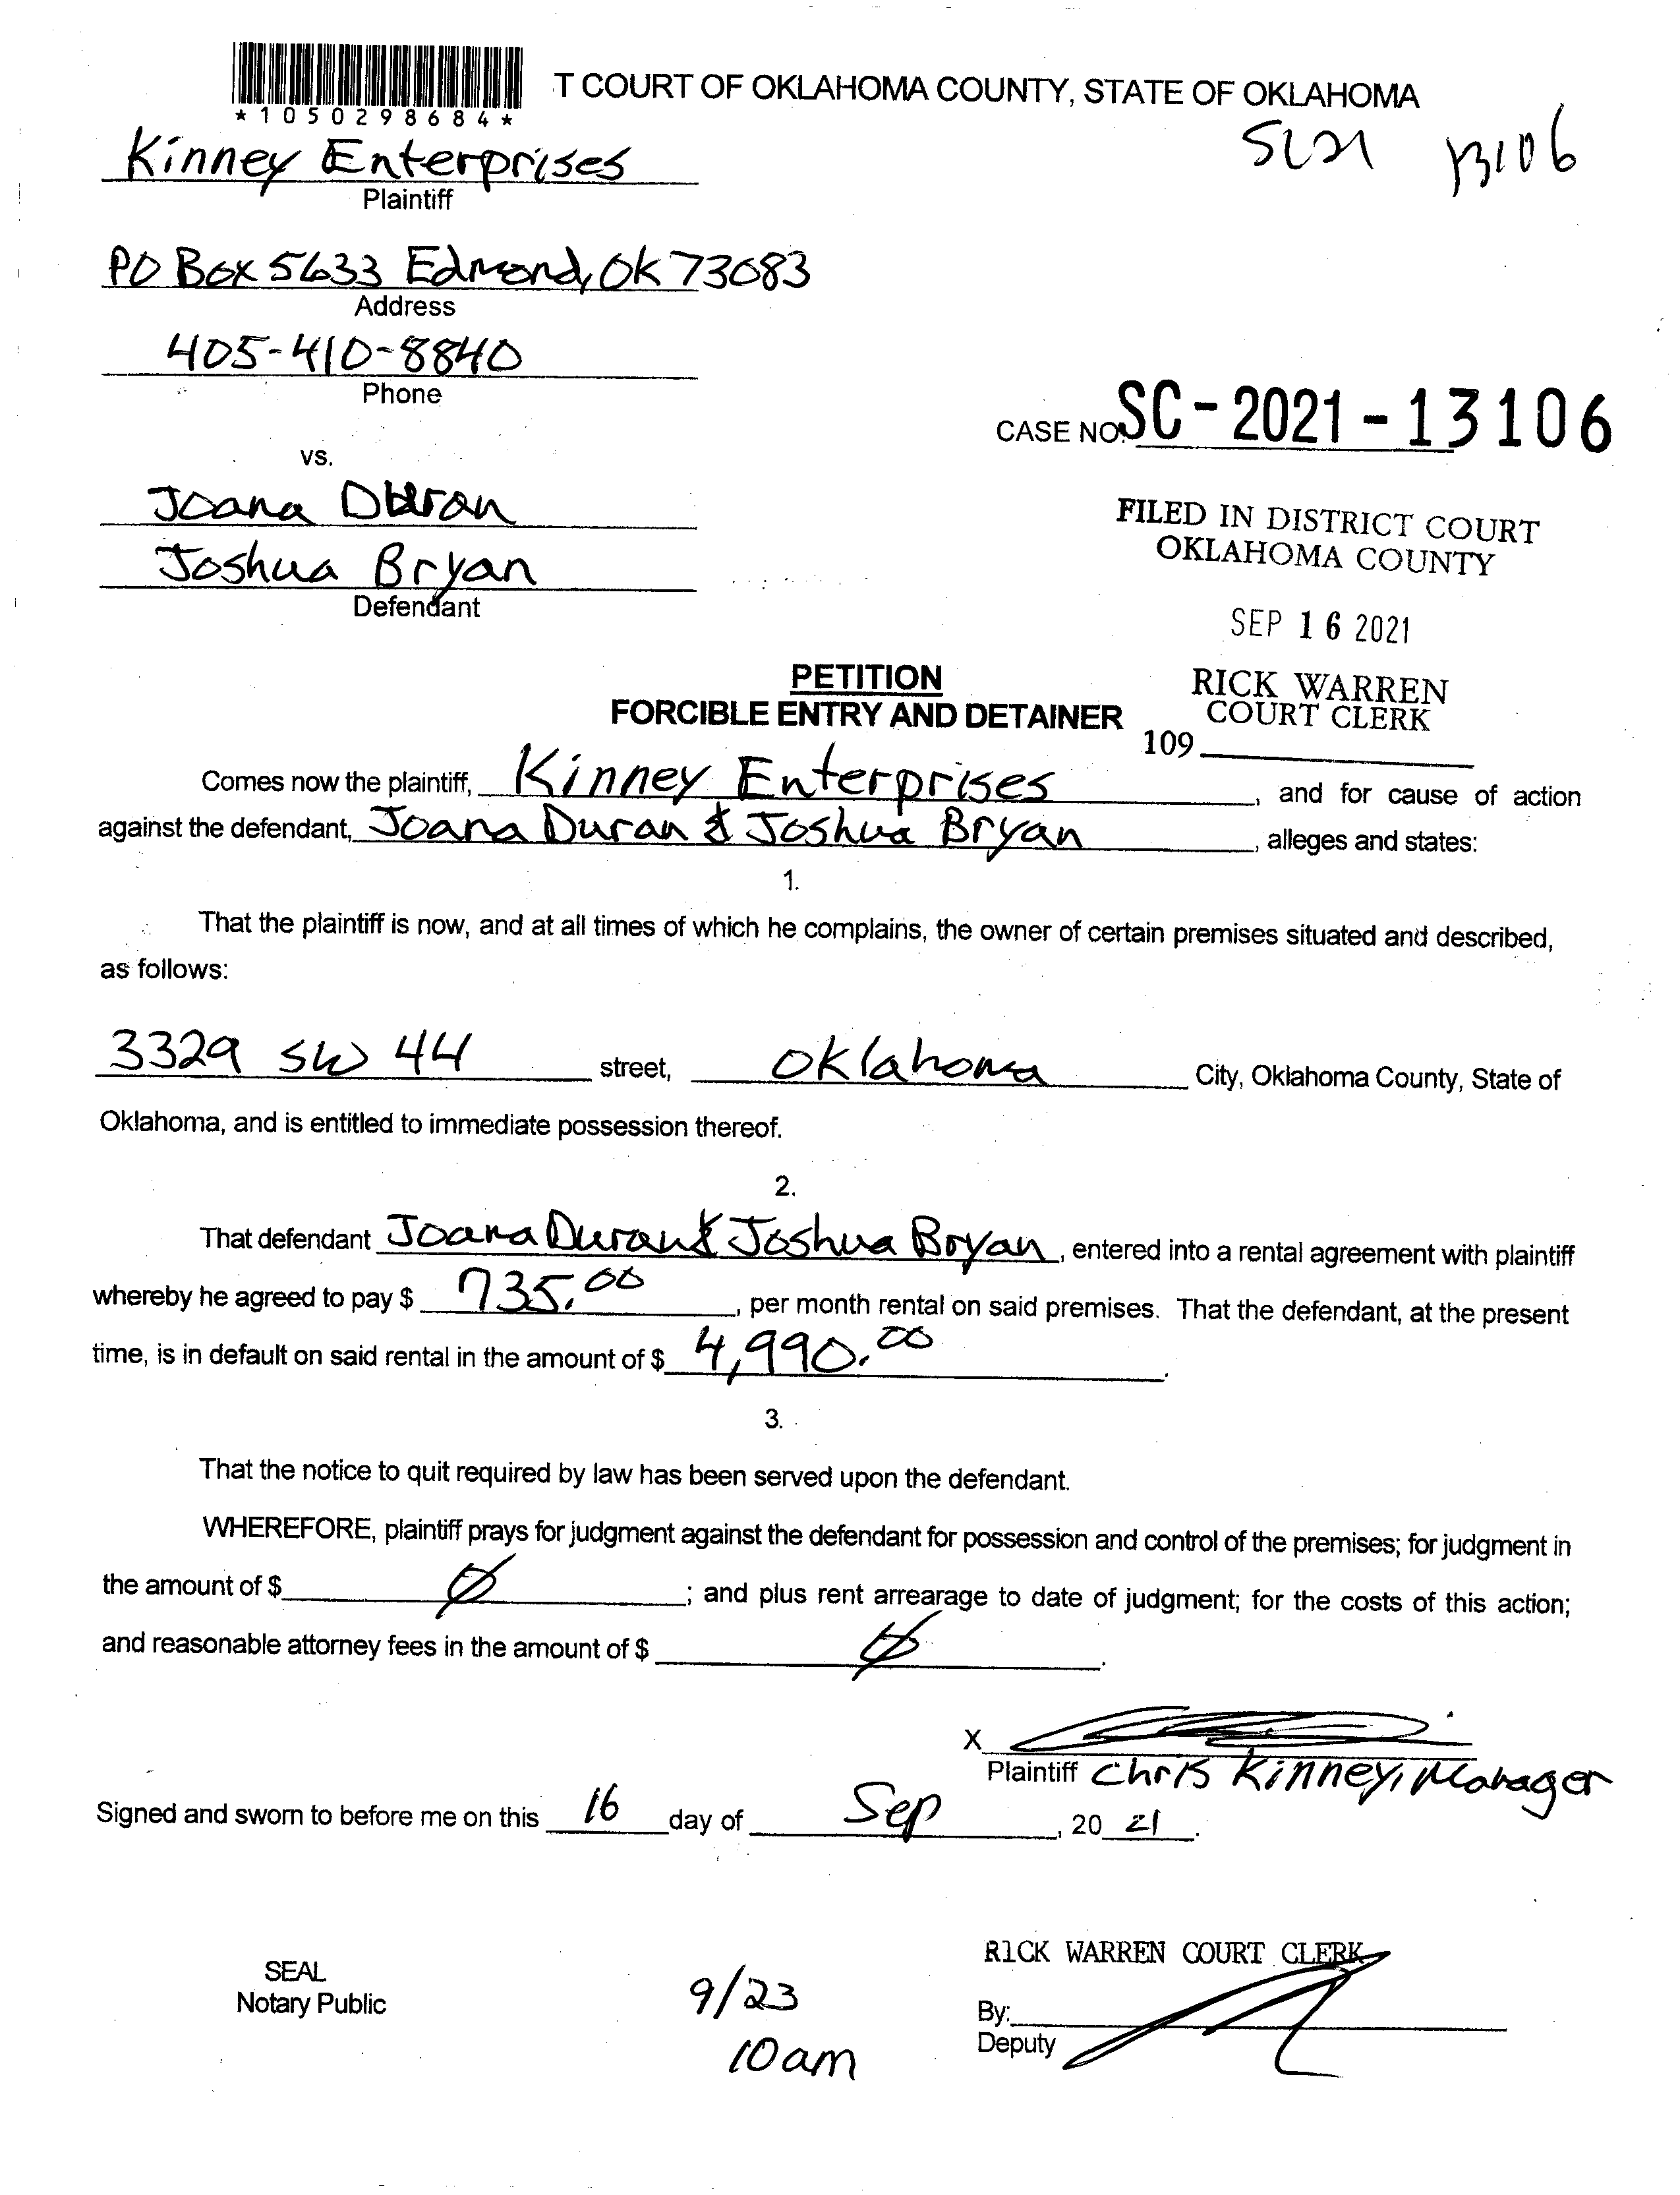 T COURT OF OKLAHOMA COUNTY, STATE OF OKLAHOMA
*1050298684*
SC21 13106
Kinney Enterprises
Plaintiff
PO Box 5633 Edmond, OK 73083
Address
405-410-8840
Phone
CASE NO. SC-2021-13106
vs.
Joana Duran
Joshua Bryan
Defendant
FILED IN DISTRICT COURT
OKLAHOMA COUNTY
SEP 16 2021
RICK WARREN
COURT CLERK
109
PETITION
FORCIBLE ENTRY AND DETAINER
Comes now the plaintiff, Kinney Enterprises, and for cause of action
against the defendant, Joana Duran & Joshua Bryan, alleges and states:
1.
That the plaintiff is now, and at all times of which he complains, the owner of certain premises situated and described,
as follows:
3329 SW 44 street, Oklahoma City, Oklahoma County, State of
Oklahoma, and is entitled to immediate possession thereof.
2.
That defendant Joana Duran & Joshua Bryan, entered into a rental agreement with plaintiff
whereby he agreed to pay $ 735.00, per month rental on said premises. That the defendant, at the present
time, is in default on said rental in the amount of $ 4,990.00.
3.
That the notice to quit required by law has been served upon the defendant.
WHEREFORE, plaintiff prays for judgment against the defendant for possession and control of the premises; for judgment in
the amount of $ 0; and plus rent arrearage to date of judgment; for the costs of this action;
and reasonable attorney fees in the amount of $ 0.
X
Plaintiff Chris Kinney, Manager
Signed and sworn to before me on this 16 day of Sep, 20 21.
SEAL
Notary Public
9/23
10am
RICK WARREN COURT CLERK
By:
Deputy